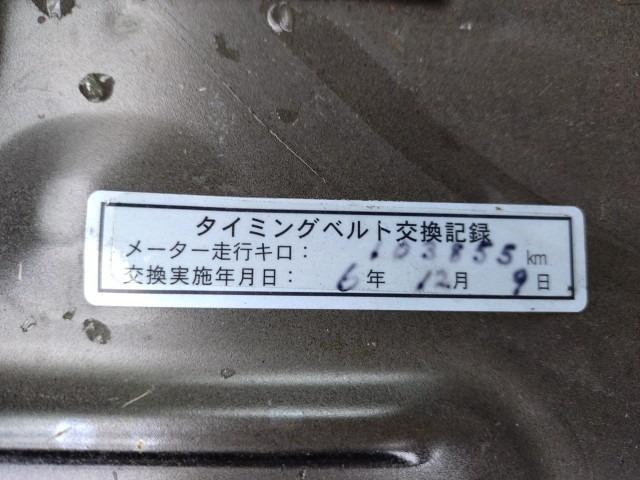 タイミングベルト交換記録
メーター走行キロ： 103855 km
交換実施年月日： 6年 12月 9日